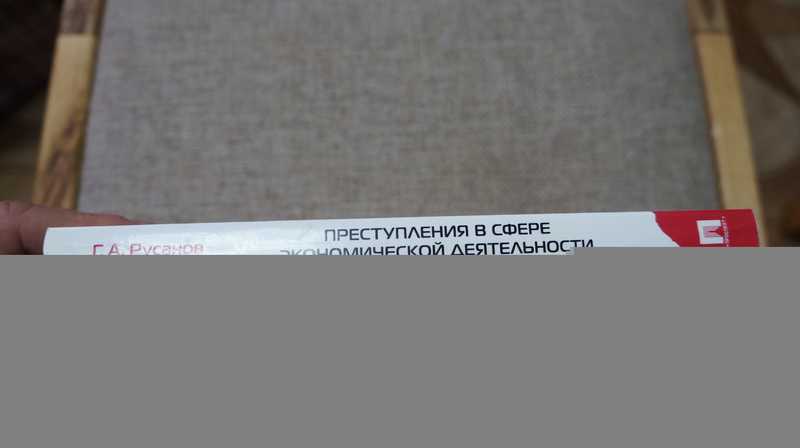 Г.А. Русанов
ПРЕСТУПЛЕНИЯ В СФЕРЕ
ЭКОНОМИЧЕСКОЙ ДЕЯТЕЛЬНОСТИ